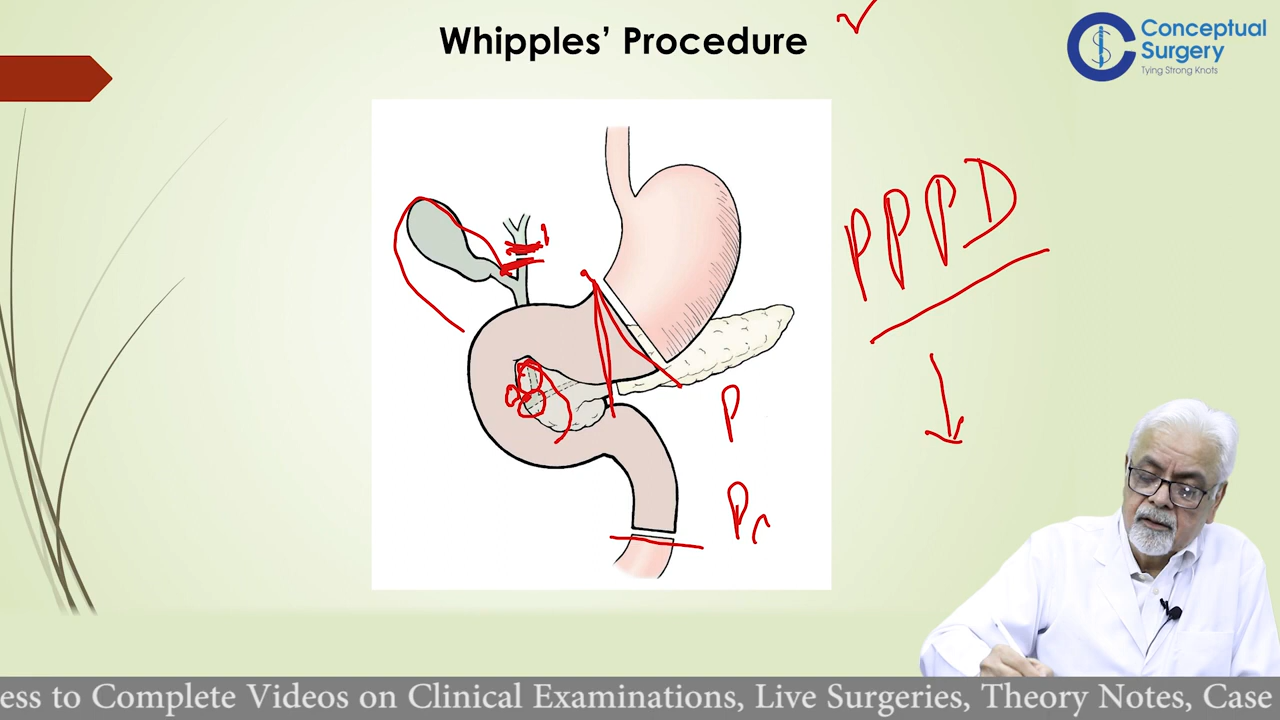 Whipples’ Procedure
Conceptual
Surgery
Tying Strong Knots
PPPD
P
Pr
ess to Complete Videos on Clinical Examinations, Live Surgeries, Theory Notes, Case